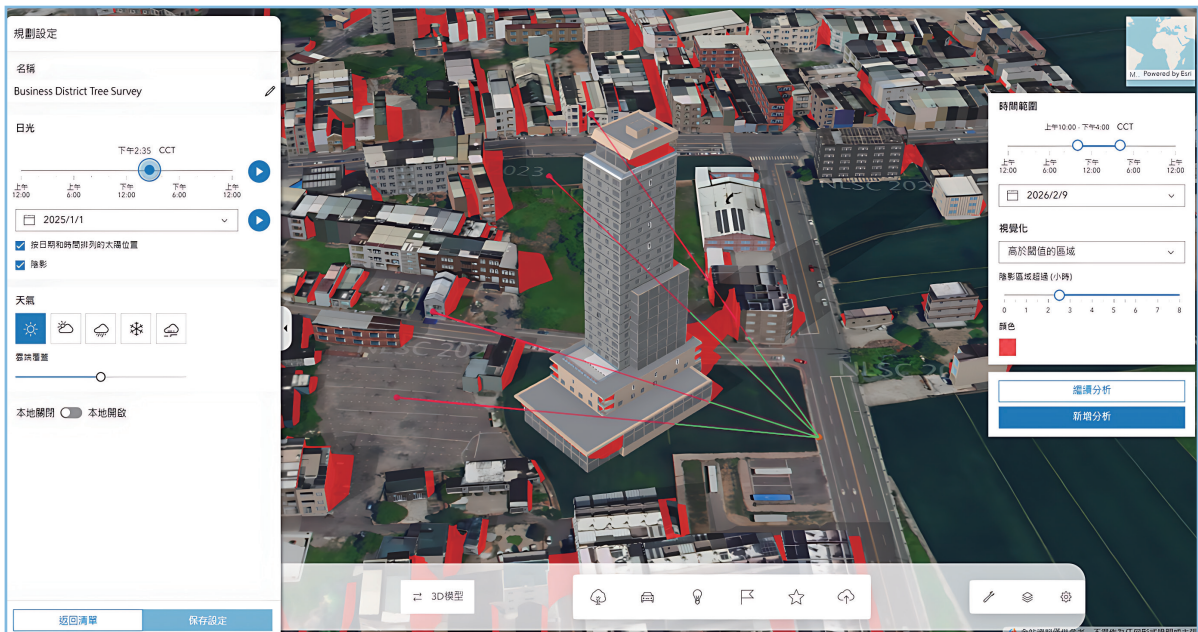 規劃設定
名稱
Business District Tree Survey
日光
下午2:35 CCT
上午 12:00
上午 6:00
下午 12:00
下午 6:00
上午 12:00
2025/1/1
按日期和時間排列的太陽位置
陰影
天氣
雲端覆蓋
本地關閉 本地開啟
返回清單
保存設定
2023
NLSC 202
NLSC 202
NLSC 20
M... Powered by Esri
時間範圍
上午10:00 - 下午4:00 CCT
上午 12:00
上午 6:00
下午 12:00
下午 6:00
上午 12:00
2026/2/9
視覺化
高於閾值的區域
陰影區域超過 (小時)
0 1 2 3 4 5 6 7 8
顏色
繼續分析
新增分析
3D模型